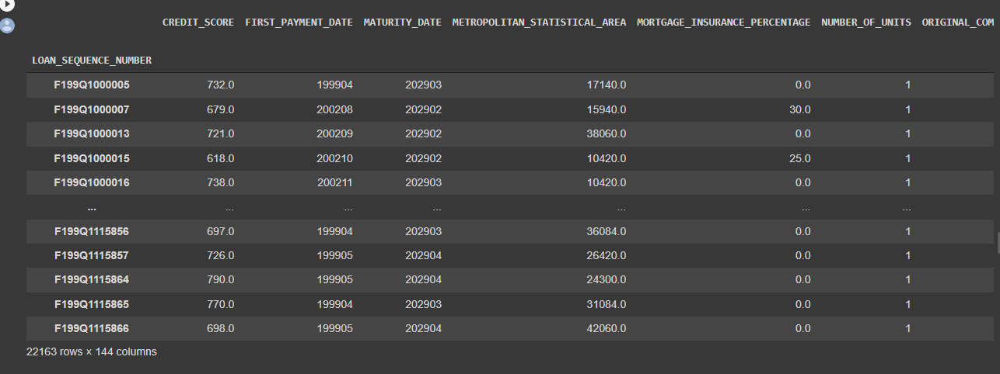 CREDIT_SCORE FIRST_PAYMENT_DATE MATURITY_DATE METROPOLITAN_STATISTICAL_AREA MORTGAGE_INSURANCE_PERCENTAGE NUMBER_OF_UNITS ORIGINAL_COM
LOAN_SEQUENCE_NUMBER
F199Q1000005 732.0 199904 202903 17140.0 0.0 1
F199Q1000007 679.0 200208 202902 15940.0 30.0 1
F199Q1000013 721.0 200209 202902 38060.0 0.0 1
F199Q1000015 618.0 200210 202902 10420.0 25.0 1
F199Q1000016 738.0 200211 202903 10420.0 0.0 1
... ... ... ... ... ... ...
F199Q1115856 697.0 199904 202903 36084.0 0.0 1
F199Q1115857 726.0 199905 202904 26420.0 0.0 1
F199Q1115864 790.0 199905 202904 24300.0 0.0 1
F199Q1115865 770.0 199904 202903 31084.0 0.0 1
F199Q1115866 698.0 199905 202904 42060.0 0.0 1
22163 rows × 144 columns